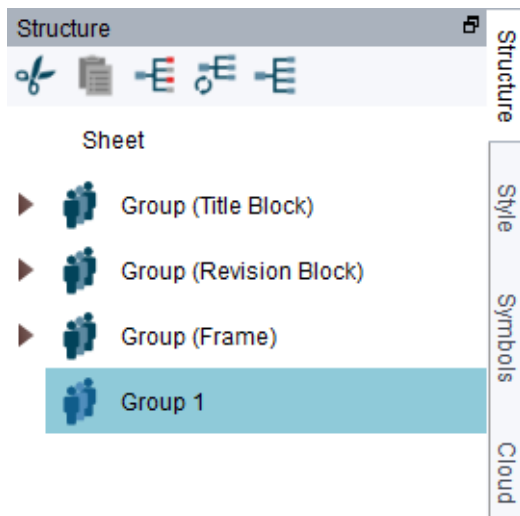 Structure
Sheet
Group (Title Block)
Group (Revision Block)
Group (Frame)
Group 1
Structure
Style
Symbols
Cloud